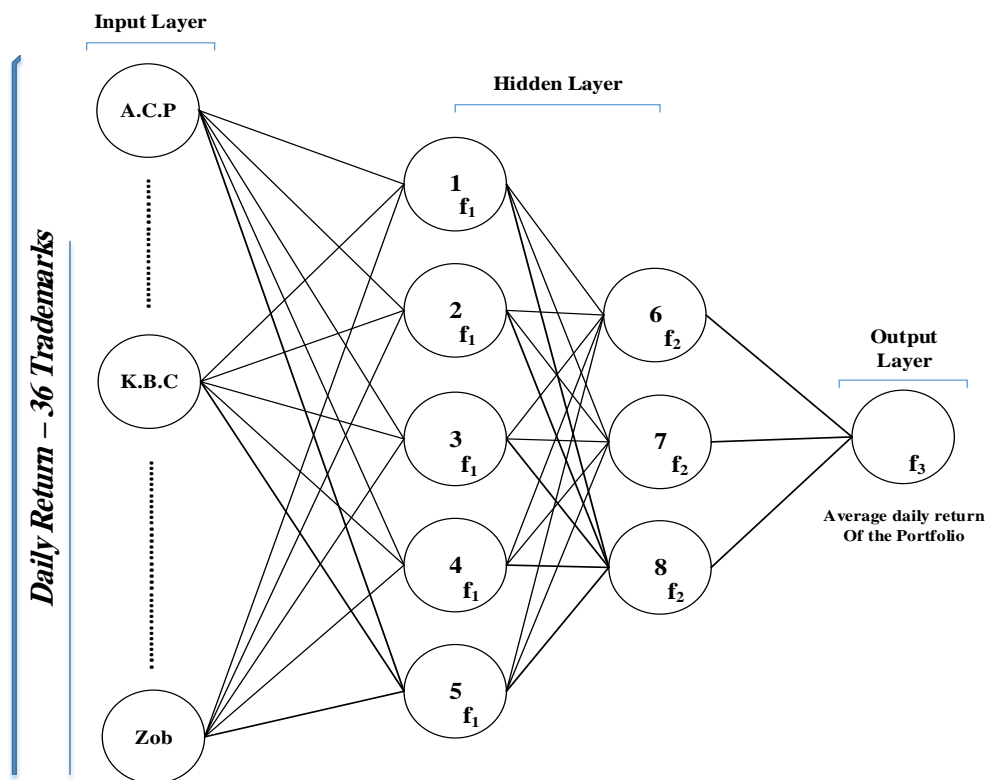 Input Layer
Hidden Layer
Output
Layer
Daily Return – 36 Trademarks
A.C.P
K.B.C
Zob
1
f₁
2
f₁
3
f₁
4
f₁
5
f₁
6
f₂
7
f₂
8
f₂
f₃
Average daily return
Of the Portfolio